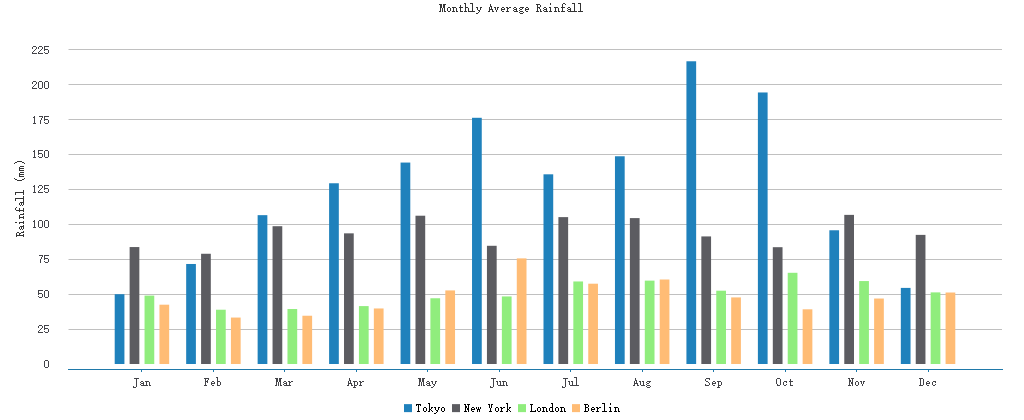 Monthly Average Rainfall
225
200
175
150
125
100
75
50
25
0
Rainfall (mm)
Jan Feb Mar Apr May Jun Jul Aug Sep Oct Nov Dec
Tokyo New York London Berlin